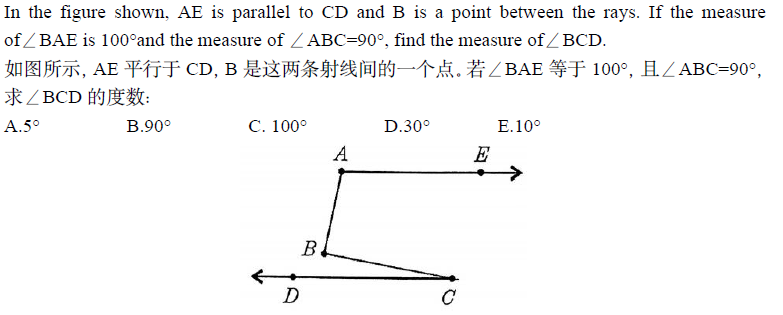 In the figure shown, AE is parallel to CD and B is a point between the rays. If the measure
of∠BAE is 100°and the measure of ∠ABC=90°, find the measure of∠BCD.
如图所示, AE 平行于 CD, B 是这两条射线间的一个点。若∠BAE 等于 100°, 且∠ABC=90°,
求∠BCD 的度数:
A.5° B.90° C. 100° D.30° E.10°
A E
B
D C